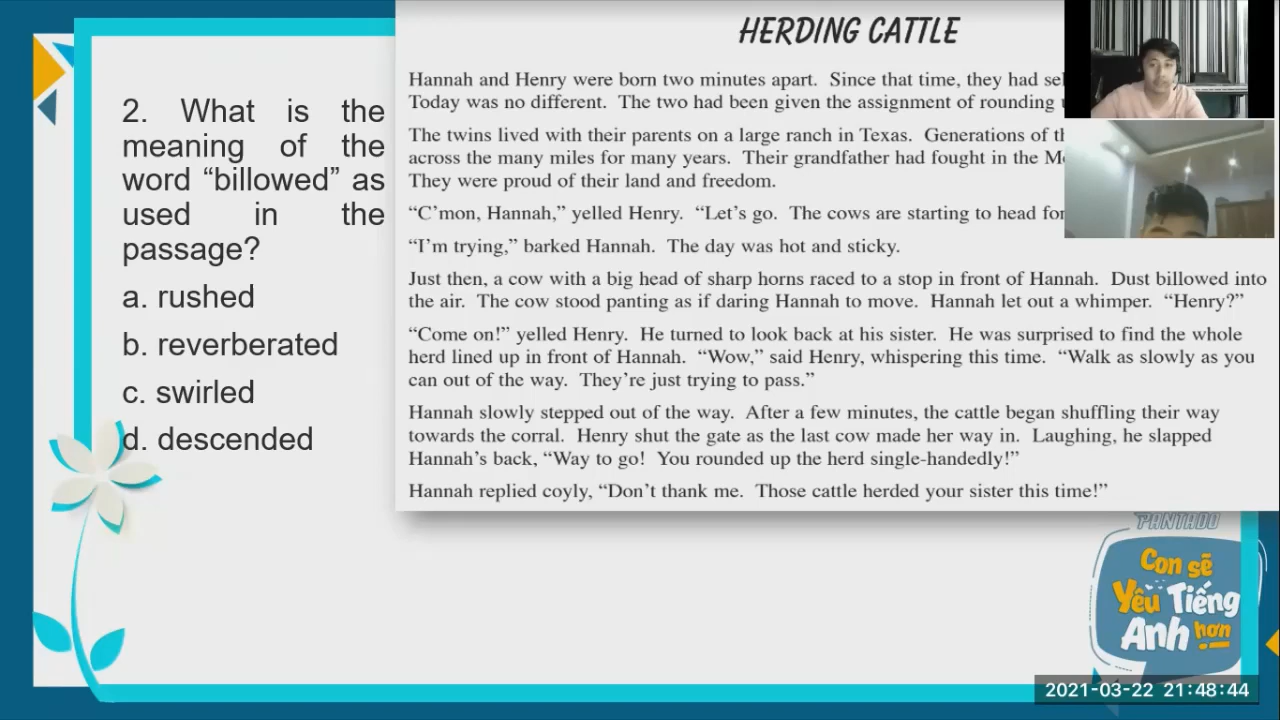 2. What is the
meaning of the
word “billowed” as
used in the
passage?
a. rushed
b. reverberated
c. swirled
d. descended
HERDING CATTLE
Hannah and Henry were born two minutes apart. Since that time, they had
Today was no different. The two had been given the assignment of rounding
The twins lived with their parents on a large ranch in Texas. Generations of
across the many miles for many years. Their grandfather had fought in the
They were proud of their land and freedom.
“C’mon, Hannah,” yelled Henry. “Let’s go. The cows are starting to head
“I’m trying,” barked Hannah. The day was hot and sticky.
Just then, a cow with a big head of sharp horns raced to a stop in front of Hannah. Dust billowed into
the air. The cow stood panting as if daring Hannah to move. Hannah let out a whimper. “Henry?”
“Come on!” yelled Henry. He turned to look back at his sister. He was surprised to find the whole
herd lined up in front of Hannah. “Wow,” said Henry, whispering this time. “Walk as slowly as you
can out of the way. They’re just trying to pass.”
Hannah slowly stepped out of the way. After a few minutes, the cattle began shuffling their way
towards the corral. Henry shut the gate as the last cow made her way in. Laughing, he slapped
Hannah’s back, “Way to go! You rounded up the herd single-handedly!”
Hannah replied coyly, “Don’t thank me. Those cattle herded your sister this time!”
PANTADO
Con sẽ
Yêu Tiếng
Anh hơn
2021-03-22 21:48:44